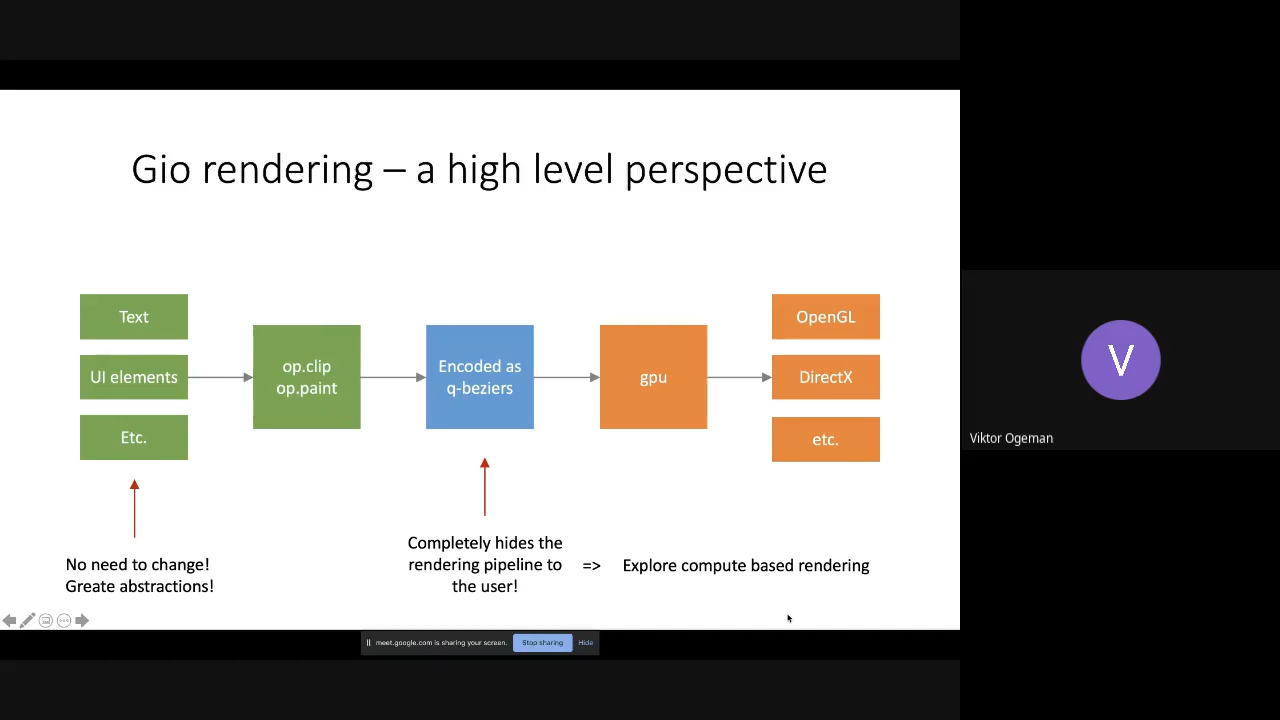 Gio rendering – a high level perspective
Text
UI elements
Etc.
op.clip
op.paint
Encoded as
q-beziers
gpu
OpenGL
DirectX
etc.
No need to change!
Greate abstractions!
Completely hides the
rendering pipeline to
the user!
=>
Explore compute based rendering
meet.google.com is sharing your screen.
Stop sharing
Hide
V
Viktor Ogeman